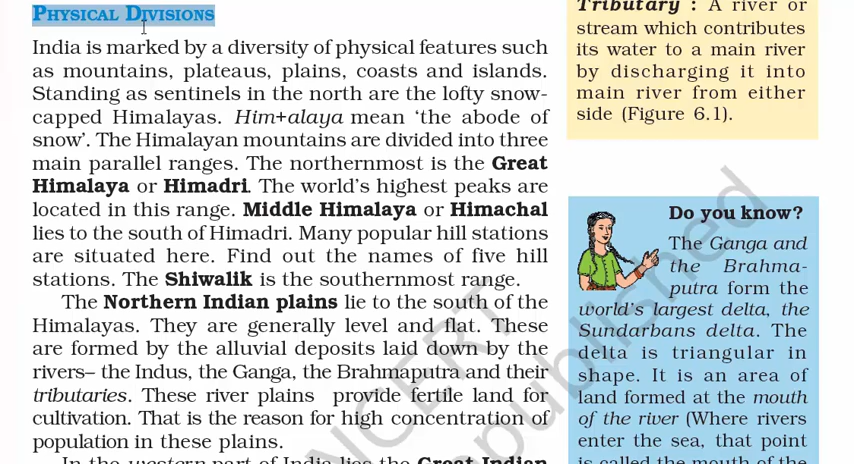 PHYSICAL DIVISIONS
India is marked by a diversity of physical features such
as mountains, plateaus, plains, coasts and islands.
Standing as sentinels in the north are the lofty snow-
capped Himalayas. Him+alaya mean ‘the abode of
snow’. The Himalayan mountains are divided into three
main parallel ranges. The northernmost is the Great
Himalaya or Himadri. The world’s highest peaks are
located in this range. Middle Himalaya or Himachal
lies to the south of Himadri. Many popular hill stations
are situated here. Find out the names of five hill
stations. The Shiwalik is the southernmost range.
The Northern Indian plains lie to the south of the
Himalayas. They are generally level and flat. These
are formed by the alluvial deposits laid down by the
rivers– the Indus, the Ganga, the Brahmaputra and their
tributaries. These river plains provide fertile land for
cultivation. That is the reason for high concentration of
population in these plains.
In the western part of India lies the Great Indian
Tributary : A river or
stream which contributes
its water to a main river
by discharging it into
main river from either
side (Figure 6.1).
Do you know?
The Ganga and
the Brahma-
putra form the
world’s largest delta, the
Sundarbans delta. The
delta is triangular in
shape. It is an area of
land formed at the mouth
of the river (Where rivers
enter the sea, that point
is called the mouth of the
NCERT
republished